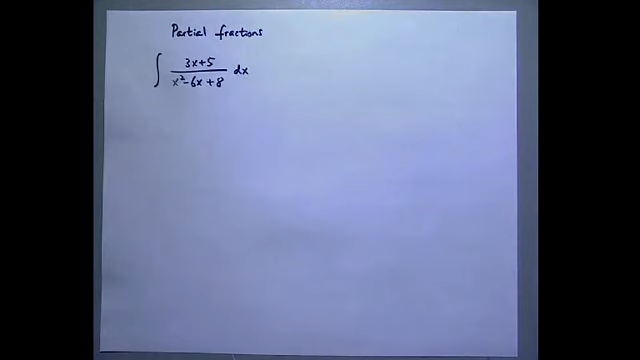 Partial fractions
∫ (3x+5)/(x²-6x+8) dx